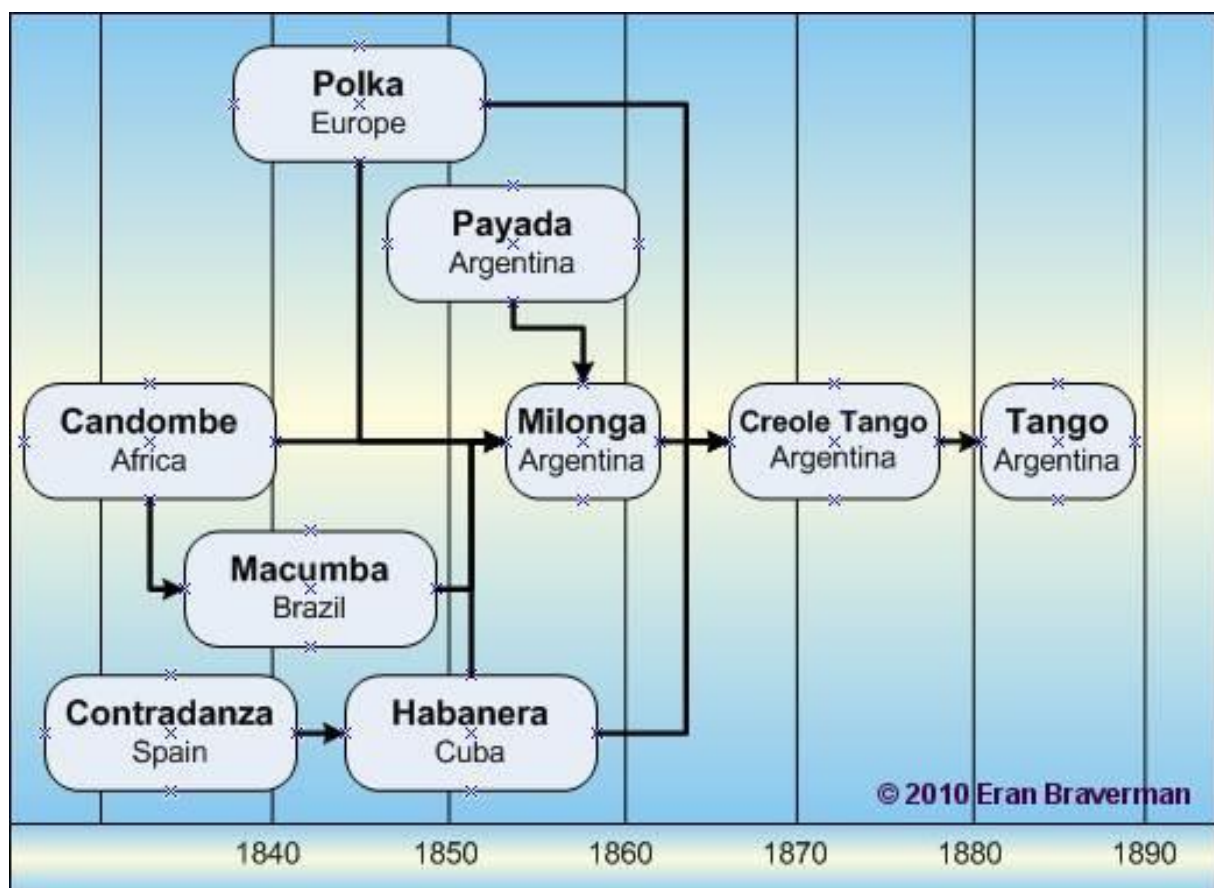 Polka
Europe
Payada
Argentina
Candombe
Africa
Milonga
Argentina
Creole Tango
Argentina
Tango
Argentina
Macumba
Brazil
Contradanza
Spain
Habanera
Cuba
© 2010 Eran Braverman
1840
1850
1860
1870
1880
1890